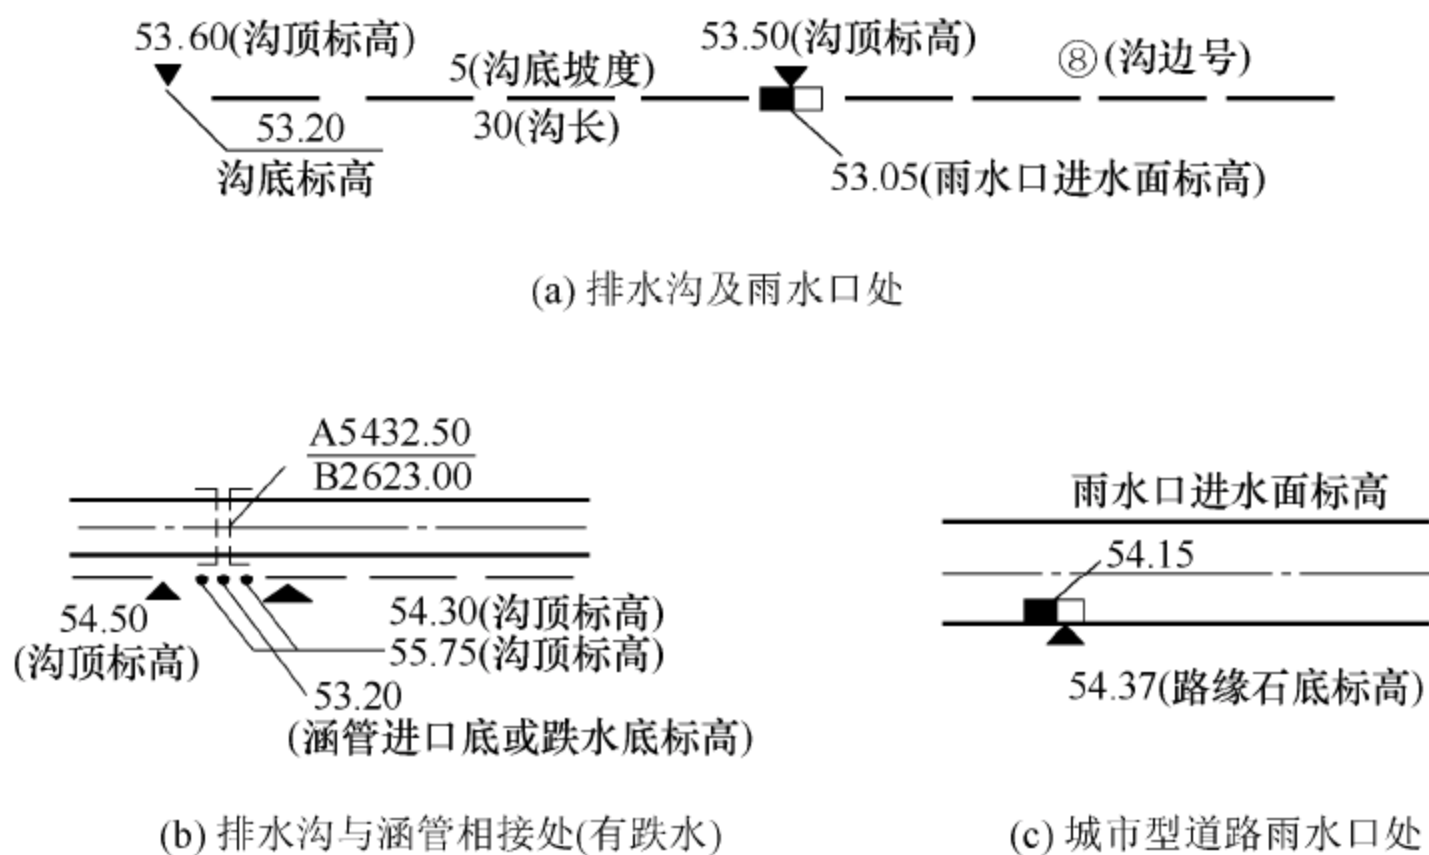 53.60(沟顶标高)
5(沟底坡度)
53.50(沟顶标高)
⑧(沟边号)
53.20
沟底标高
30(沟长)
53.05(雨水口进水面标高)
(a) 排水沟及雨水口处
A5432.50
B2623.00
54.50
(沟顶标高)
54.30(沟顶标高)
55.75(沟顶标高)
53.20
(涵管进口底或跌水底标高)
(b) 排水沟与涵管相接处(有跌水)
雨水口进水面标高
54.15
54.37(路缘石底标高)
(c) 城市型道路雨水口处